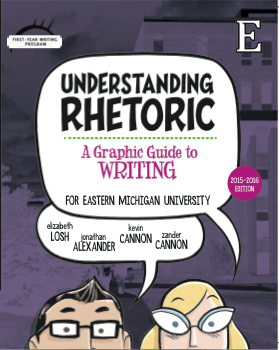 FIRST-YEAR WRITING
PROGRAM
E
UNDERSTANDING
RHETORIC
A Graphic Guide to
WRITING
2015-2016
EDITION
FOR EASTERN MICHIGAN UNIVERSITY
elizabeth
LOSH
jonathan
ALEXANDER
kevin
CANNON
zander
CANNON